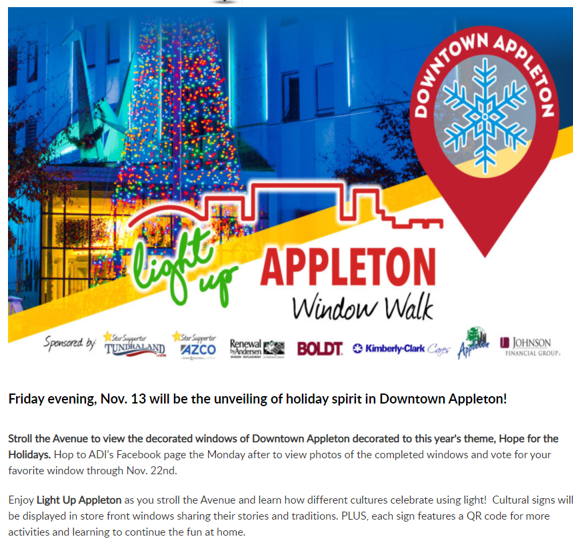 DOWNTOWN APPLETON
light up APPLETON
Window Walk
Sponsored by:
Star Supporter
TUNDRALAND
Star Supporter
AZCO
Renewal
byAndersen
BOLDT
Kimberly-Clark Cares
Appleton
JOHNSON
FINANCIAL GROUP
Friday evening, Nov. 13 will be the unveiling of holiday spirit in Downtown Appleton!
Stroll the Avenue to view the decorated windows of Downtown Appleton decorated to this year's theme, Hope for the
Holidays. Hop to ADI's Facebook page the Monday after to view photos of the completed windows and vote for your
favorite window through Nov. 22nd.
Enjoy Light Up Appleton as you stroll the Avenue and learn how different cultures celebrate using light! Cultural signs will
be displayed in store front windows sharing their stories and traditions. PLUS, each sign features a QR code for more
activities and learning to continue the fun at home.